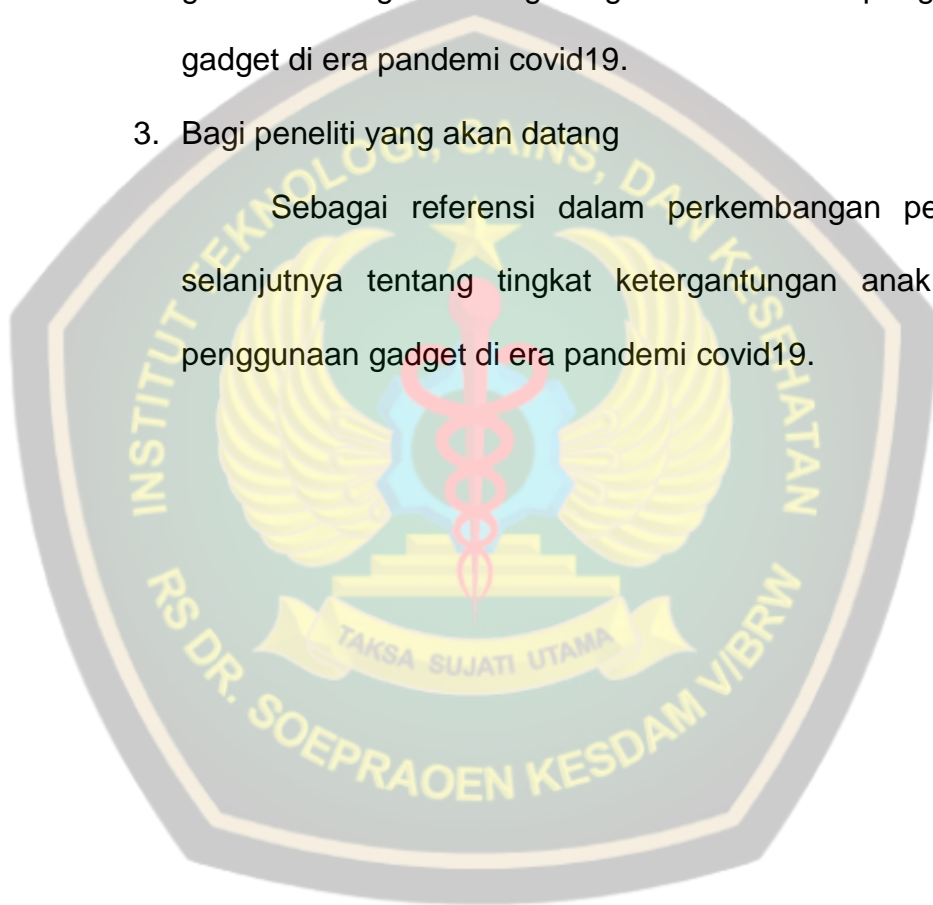 gadget di era pandemi covid19.
3. Bagi peneliti yang akan datang
Sebagai referensi dalam perkembangan
selanjutnya tentang tingkat ketergantungan anak
penggunaan gadget di era pandemi covid19.
INSTITUT TEKNOLOGI, SAINS, DAN KESEHATAN
TAKSA SUJATI UTAMA
RS DR. SOEPRAOEN KESDAM V/BRW